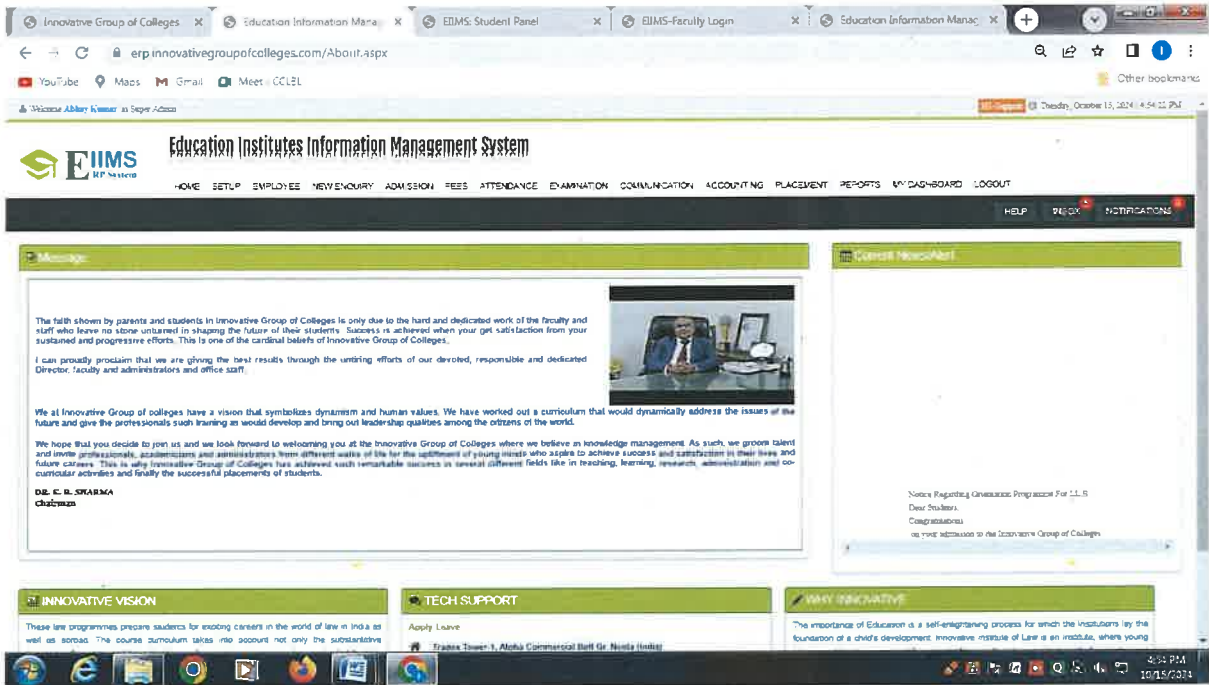 Innovative Group of Colleges
Education Information Mana
EIIMS: Student Panel
EIIMS-Faculty Login
Education Information Manag
erp.innovativegroupofcolleges.com/About.aspx
YouTube Maps Gmail Meet - CCLEL Other bookmarks
Welcome Abhay Kumar as Super Admin
Tuesday, October 15, 2024 4:54:22 PM
EIIMS
RP System
Education Institutes Information Management System
HOME SETUP EMPLOYEE NEW ENQUIRY ADMISSION FEES ATTENDANCE EXAMINATION COMMUNICATION ACCOUNTING PLACEMENT REPORTS MY DASHBOARD LOGOUT
HELP INBOX NOTIFICATIONS
Message
The faith shown by parents and students in Innovative Group of Colleges is only due to the hard and dedicated work of the faculty and
staff who leave no stone unturned in shaping the future of their students. Success is achieved when your get satisfaction from your
sustained and progressive efforts. This is one of the cardinal beliefs of Innovative Group of Colleges.
I can proudly proclaim that we are giving the best results through the untiring efforts of our devoted, responsible and dedicated
Director, faculty and administrators and office staff.
We at Innovative Group of colleges have a vision that symbolizes dynamism and human values. We have worked out a curriculum that would dynamically address the issues of the
future and give the professionals such training as would develop and bring out leadership qualities among the citizens of the world.
We hope that you decide to join us and we look forward to welcoming you at the Innovative Group of Colleges where we believe in knowledge management. As such, we groom talent
and invite professionals, academicians and administrators from different walks of life for the upliftment of young minds who aspire to achieve success and satisfaction in their lives and
future careers. This is why Innovative Group of Colleges has achieved such remarkable success in several different fields like in teaching, learning, research, administration and co-
curricular activities and finally the successful placements of students.
DR. K. R. SHARMA
Chairman
Current News/Alert
Notice Regarding Orientation Programme For LL.B
Dear Students,
Congratulations
on your admission to the Innovative Group of Colleges
INNOVATIVE VISION
These law programmes prepare students for exciting careers in the world of law in India as
well as abroad. The course curriculum takes into account not only the substantive
TECH SUPPORT
Apply Leave
Tower-1, Alpha Commercial Belt Gr. Noida (India)
WHY INNOVATIVE
The importance of Education is a self-enlightening process for which the institutions lay the
foundation of a child's development. Innovative Institute of Law is an institute, where young
4:54 PM
10/15/2024